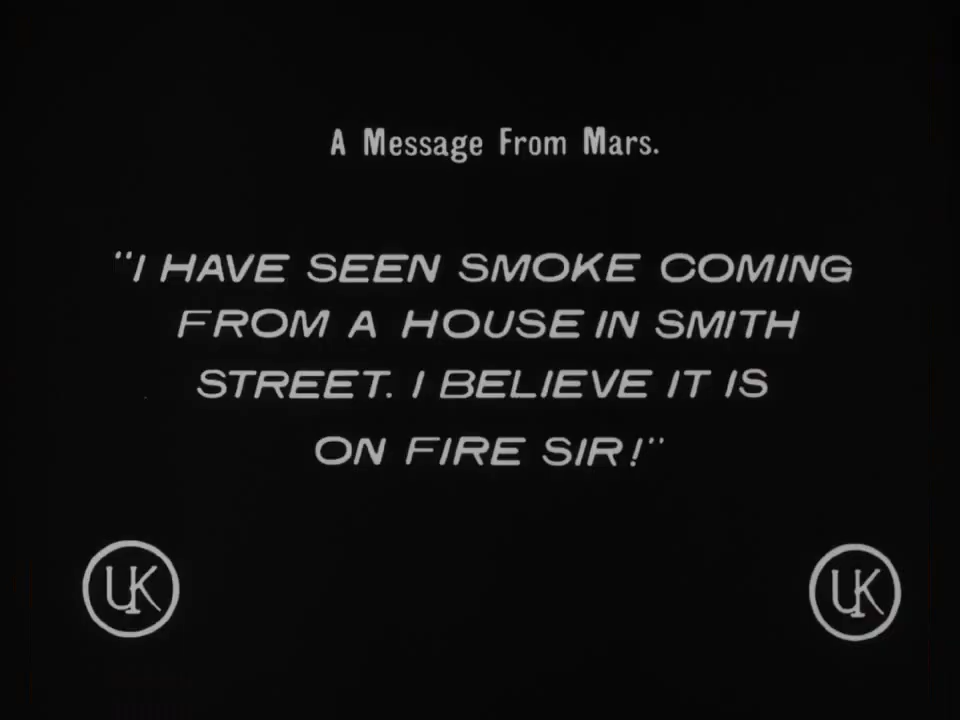 A Message From Mars.
"I HAVE SEEN SMOKE COMING
FROM A HOUSE IN SMITH
STREET. I BELIEVE IT IS
ON FIRE SIR!"
UK
UK